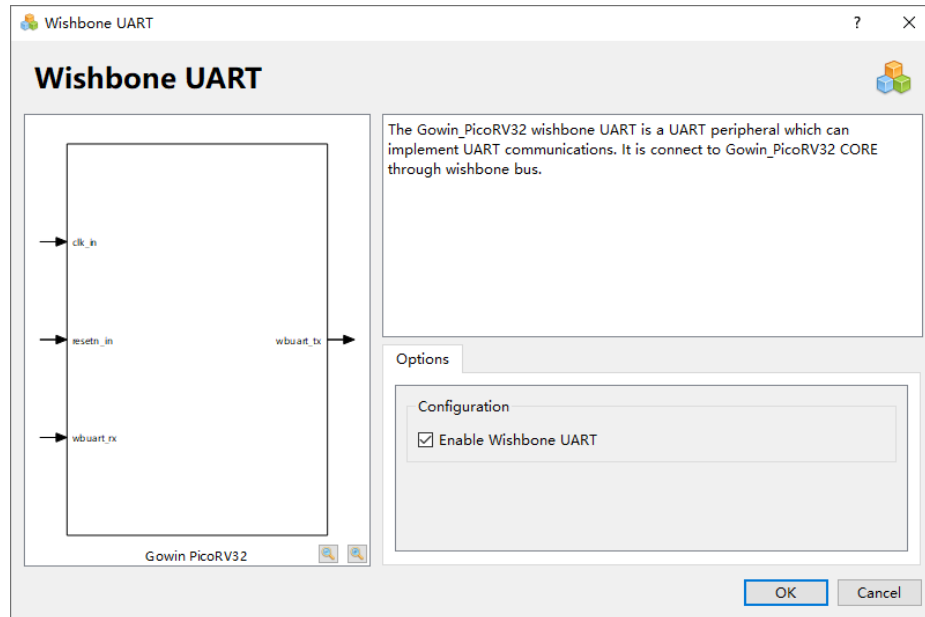 Wishbone UART
Wishbone UART
clk_in
resetn_in
wbuart_tx
wbuart_rx
Gowin PicoRV32
The Gowin_PicoRV32 wishbone UART is a UART peripheral which can
implement UART communications. It is connect to Gowin_PicoRV32 CORE
through wishbone bus.
Options
Configuration
Enable Wishbone UART
OK
Cancel